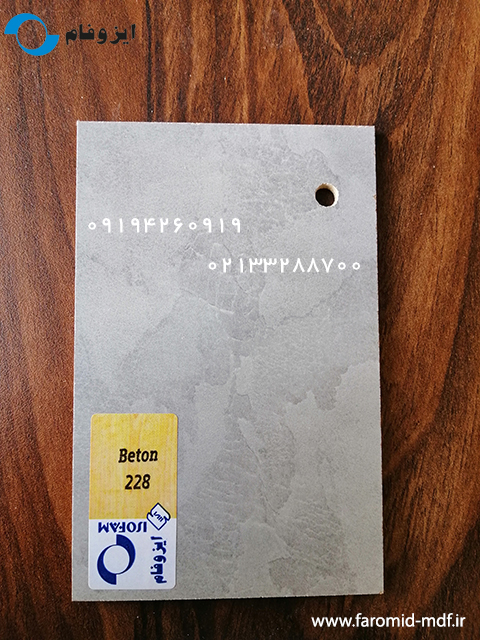 ایزوفام
۰۹۱۹۴۲۶۰۹۱۹
۰۲۱۳۳۲۸۸۷۰۰
Beton
228
ISOFAM
ایزوفام
www.faromid-mdf.ir